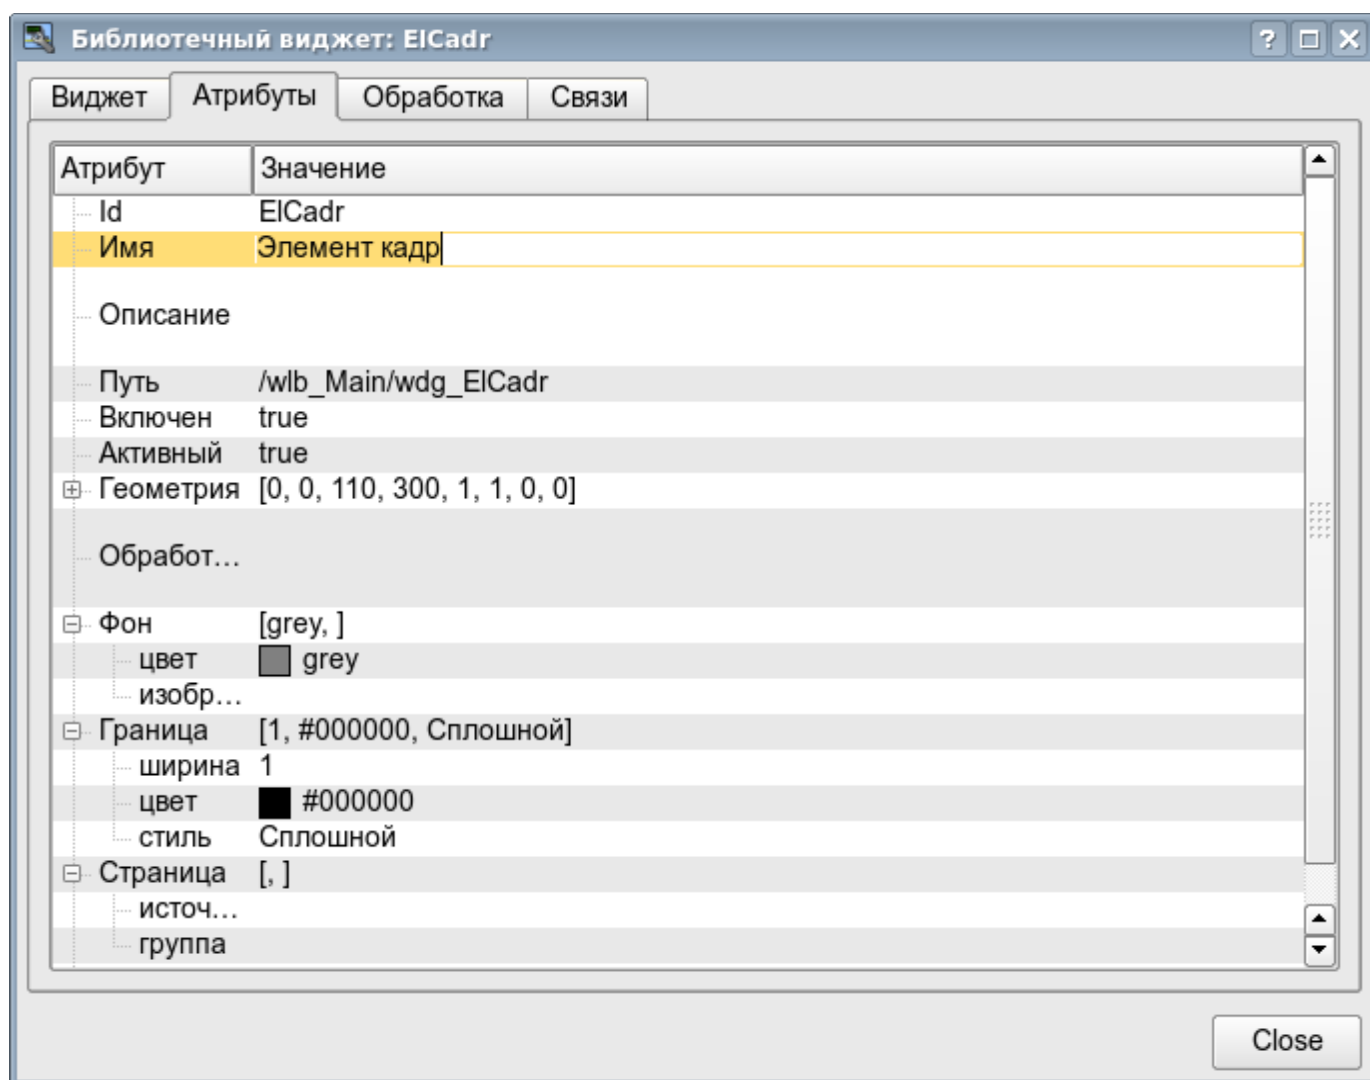 Библиотечный виджет: ElCadr
Виджет Атрибуты Обработка Связи
Атрибут Значение
Id ElCadr
Имя Элемент кадр
Описание
Путь /wlb_Main/wdg_ElCadr
Включен true
Активный true
Геометрия [0, 0, 110, 300, 1, 1, 0, 0]
Обработ…
Фон [grey, ]
цвет grey
изобр…
Граница [1, #000000, Сплошной]
ширина 1
цвет #000000
стиль Сплошной
Страница [, ]
источ…
группа
Close